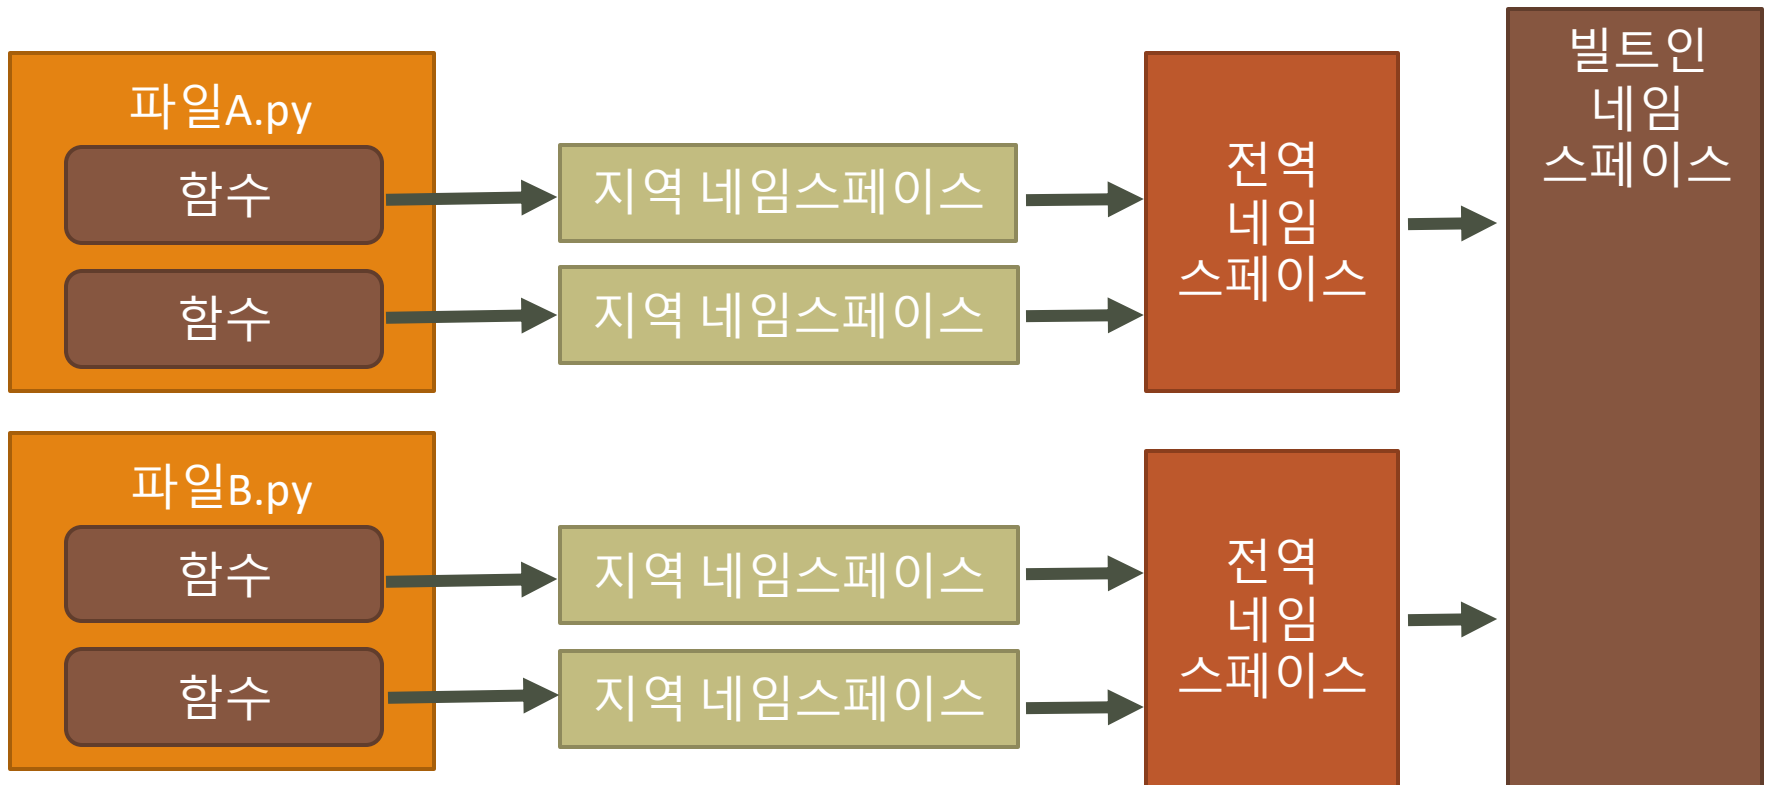 파일A.py
함수
함수
지역 네임스페이스
지역 네임스페이스
전역
네임
스페이스
파일B.py
함수
함수
지역 네임스페이스
지역 네임스페이스
전역
네임
스페이스
빌트인
네임
스페이스